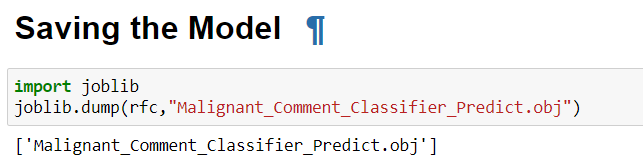 Saving the Model ¶
import joblib
joblib.dump(rfc,"Malignant_Comment_Classifier_Predict.obj")
['Malignant_Comment_Classifier_Predict.obj']